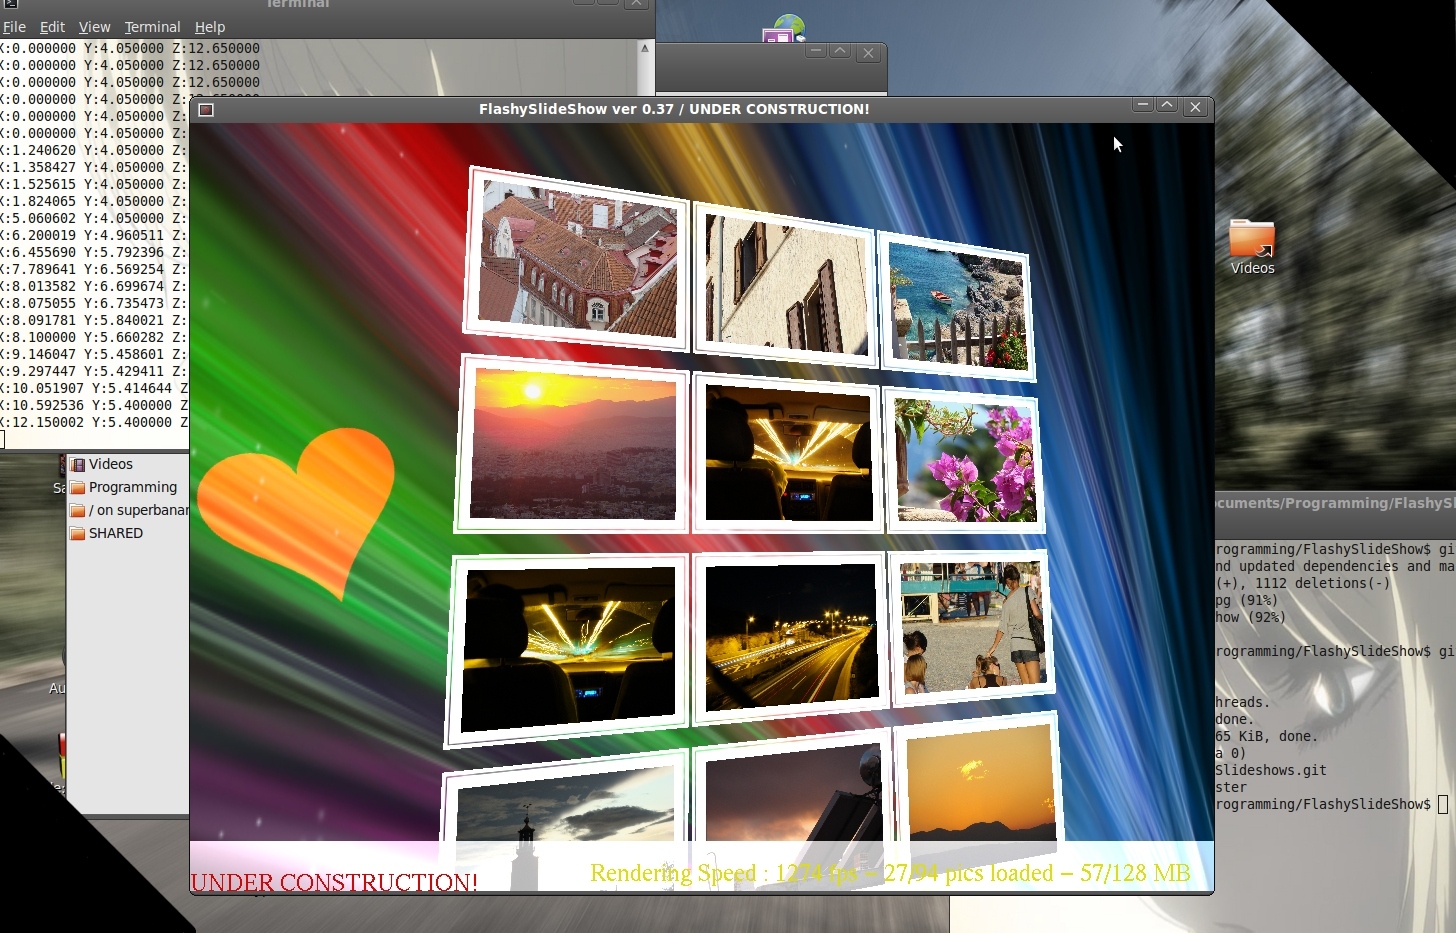 Terminal
File Edit View Terminal Help
X:0.000000 Y:4.050000 Z:12.650000
X:0.000000 Y:4.050000 Z:12.650000
X:0.000000 Y:4.050000 Z:12.650000
X:0.000000 Y:4.050000 Z:12.650000
X:0.000000 Y:4.050000 Z:
X:0.000000 Y:4.050000 Z:
X:1.240620 Y:4.050000 Z:
X:1.358427 Y:4.050000 Z:
X:1.525615 Y:4.050000 Z:
X:1.824065 Y:4.050000 Z:
X:5.060602 Y:4.050000 Z:
X:6.200019 Y:4.960511 Z:
X:6.455690 Y:5.792396 Z:
X:7.789641 Y:6.569254 Z:
X:8.013582 Y:6.699674 Z:
X:8.075055 Y:6.735473 Z:
X:8.091781 Y:5.840021 Z:
X:8.100000 Y:5.660282 Z:
X:9.146047 Y:5.458601 Z:
X:9.297447 Y:5.429411 Z:
X:10.051907 Y:5.414644 Z
X:10.592536 Y:5.400000 Z
X:12.150002 Y:5.400000 Z
Videos
Programming
/ on superbanan
SHARED
Sa
Au
FlashySlideShow ver 0.37 / UNDER CONSTRUCTION!
UNDER CONSTRUCTION!
Rendering Speed : 1274 fps – 27/94 pics loaded – 57/128 MB
Videos
cuments/Programming/FlashySl
rogramming/FlashySlideShow$ gi
nd updated dependencies and ma
(+), 1112 deletions(-)
pg (91%)
how (92%)
rogramming/FlashySlideShow$ gi
hreads.
done.
65 KiB, done.
a 0)
Slideshows.git
ster
rogramming/FlashySlideShow$